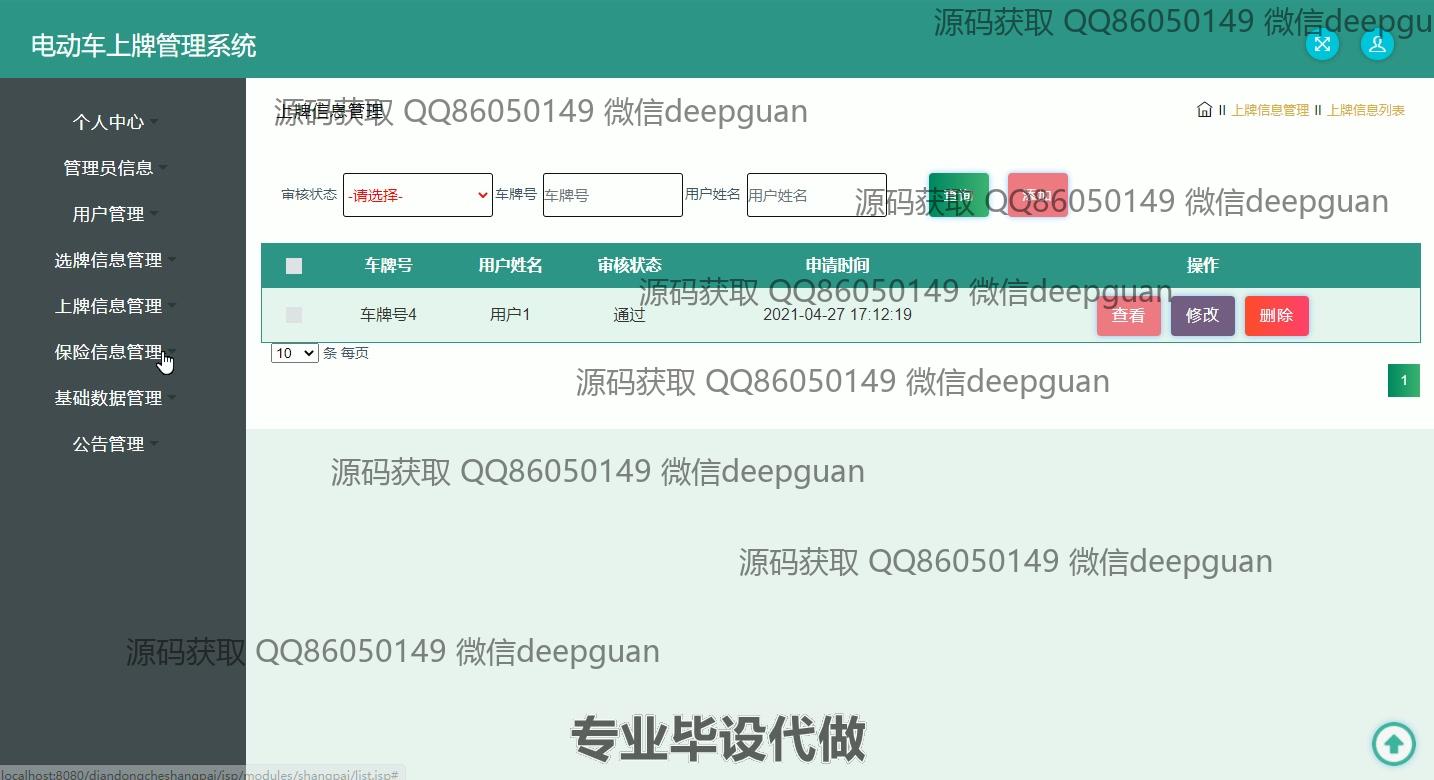 源码获取 QQ86050149 微信deepgu
电动车上牌管理系统
个人中心
管理员信息
用户管理
选牌信息管理
上牌信息管理
保险信息管理
基础数据管理
公告管理
上牌信息管理
源码获取 QQ86050149 微信deepguan
II 上牌信息管理 II 上牌信息列表
审核状态 -请选择- 车牌号 车牌号 用户姓名 用户姓名 查询 添加
源码获取 QQ86050149 微信deepguan
车牌号 用户姓名 审核状态 申请时间 操作
源码获取 QQ86050149 微信deepguan
车牌号4 用户1 通过 2021-04-27 17:12:19 查看 修改 删除
10 条 每页
源码获取 QQ86050149 微信deepguan
1
源码获取 QQ86050149 微信deepguan
源码获取 QQ86050149 微信deepguan
源码获取 QQ86050149 微信deepguan
专业毕设代做
localhost:8080/diandongcheshangpai/jsp/modules/shangpai/list.jsp#